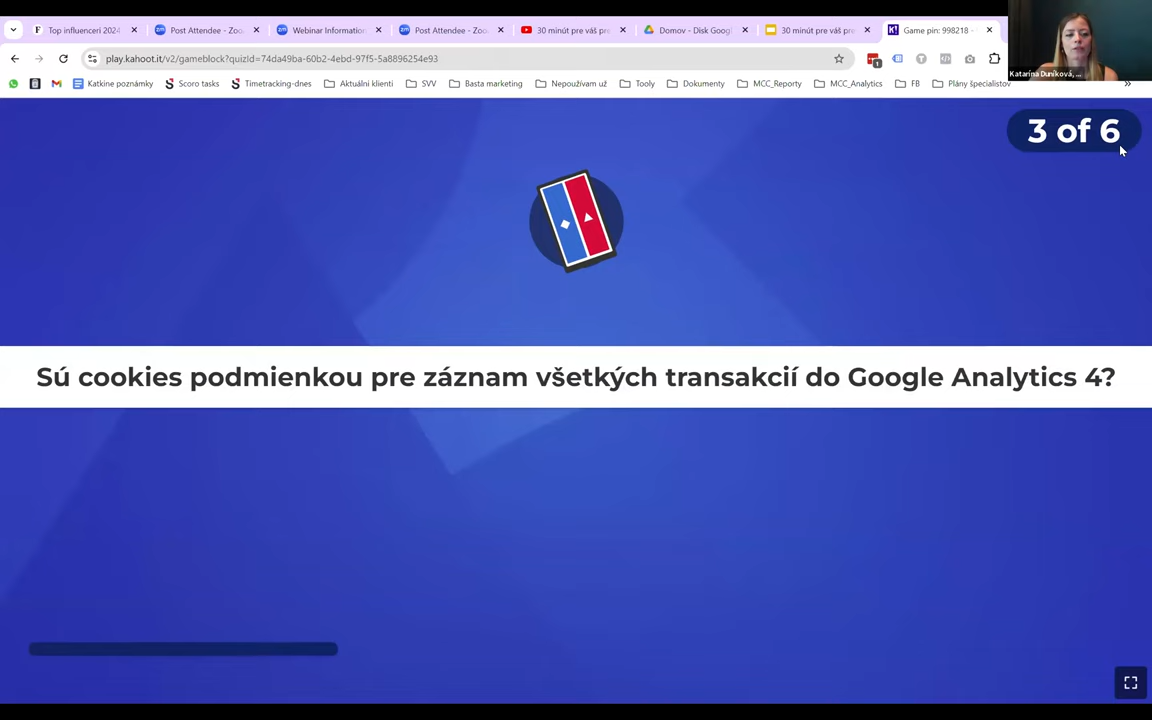 Top influenceri 2024
Post Attendee - Zoo
Webinar Information
Post Attendee - Zoo
30 minút pre váš pr
Domov - Disk Googl
30 minút pre váš pre
Game pin: 998218 -
play.kahoot.it/v2/gameblock?quizId=74da49ba-60b2-4ebd-97f5-5a8896254e93
Katkine poznámky
Scoro tasks
Timetracking-dnes
Aktuálni klienti
SVV
Basta marketing
Nepoužívam už
Tooly
Dokumenty
MCC_Reporty
MCC_Analytics
FB
Plány špecialistov
Katarína Duníková, ...
3 of 6
Sú cookies podmienkou pre záznam všetkých transakcií do Google Analytics 4?